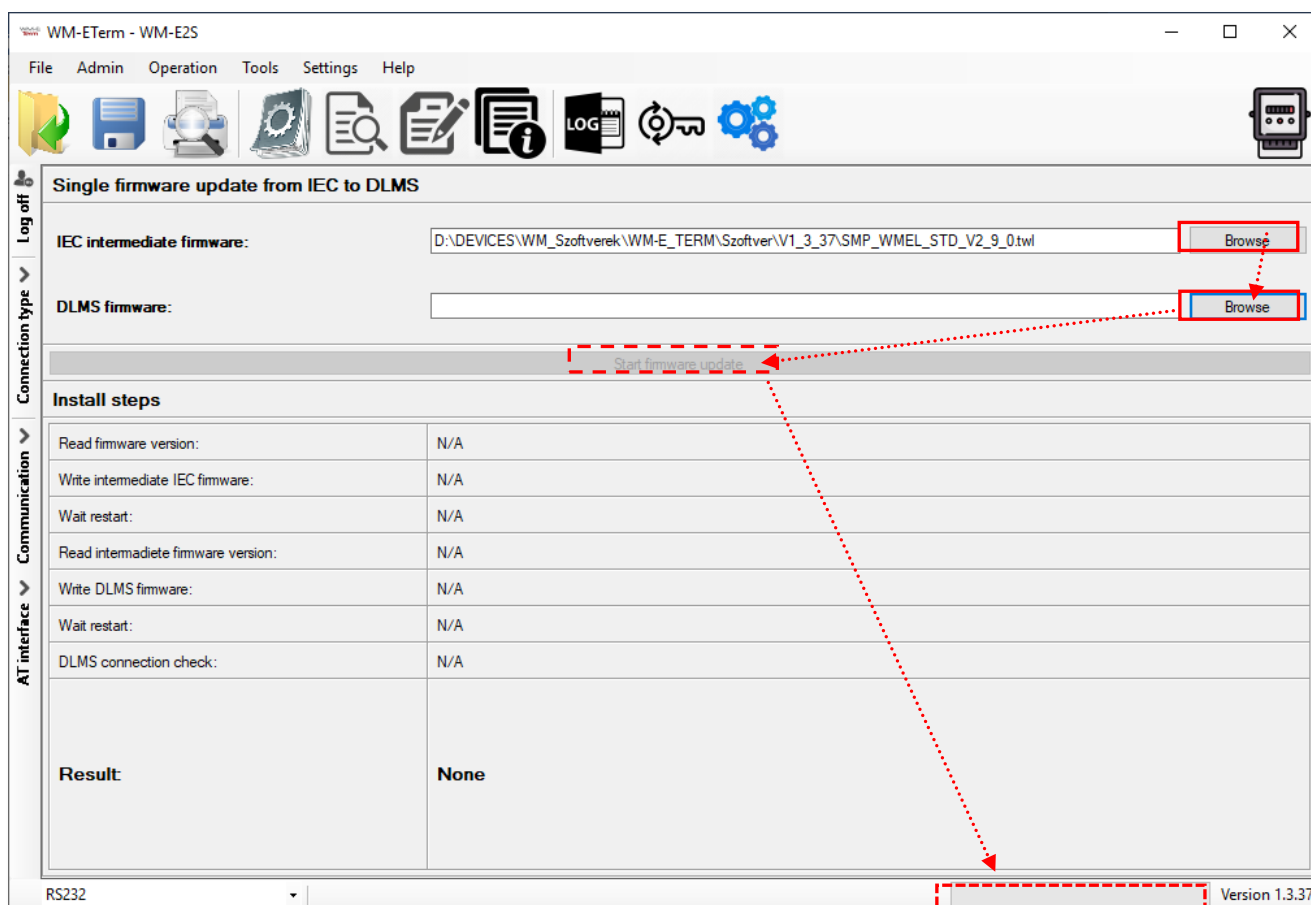 WM-ETerm - WM-E2S
File Admin Operation Tools Settings Help
LOG
Log off
Connection type
Communication
AT interface
Single firmware update from IEC to DLMS
IEC intermediate firmware: D:\DEVICES\WM_Szoftverek\WM-E_TERM\Szoftver\V1_3_37\SMP_WMEL_STD_V2_9_0.twl Browse
DLMS firmware: Browse
Start firmware update
Install steps
Read firmware version: N/A
Write intermediate IEC firmware: N/A
Wait restart: N/A
Read intermadiete firmware version: N/A
Write DLMS firmware: N/A
Wait restart: N/A
DLMS connection check: N/A
Result: None
RS232 Version 1.3.37